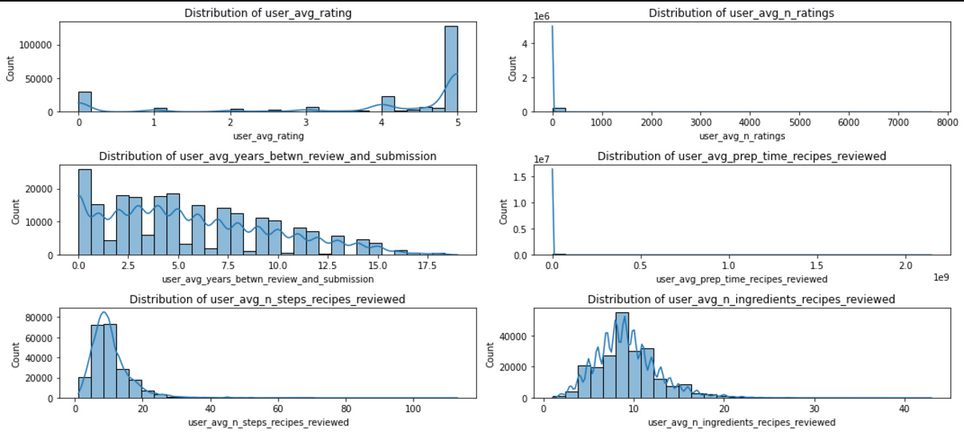 Distribution of user_avg_rating
Count
100000
50000
0
0 1 2 3 4 5
user_avg_rating
Distribution of user_avg_n_ratings
1e6
Count
4
2
0
0 1000 2000 3000 4000 5000 6000 7000 8000
user_avg_n_ratings
Distribution of user_avg_years_betwn_review_and_submission
Count
20000
10000
0
0.0 2.5 5.0 7.5 10.0 12.5 15.0 17.5
user_avg_years_betwn_review_and_submission
Distribution of user_avg_prep_time_recipes_reviewed
1e7
Count
1.5
1.0
0.5
0.0
0.0 0.5 1.0 1.5 2.0
1e9
user_avg_prep_time_recipes_reviewed
Distribution of user_avg_n_steps_recipes_reviewed
Count
80000
60000
40000
20000
0
0 20 40 60 80 100
user_avg_n_steps_recipes_reviewed
Distribution of user_avg_n_ingredients_recipes_reviewed
Count
40000
20000
0
0 10 20 30 40
user_avg_n_ingredients_recipes_reviewed